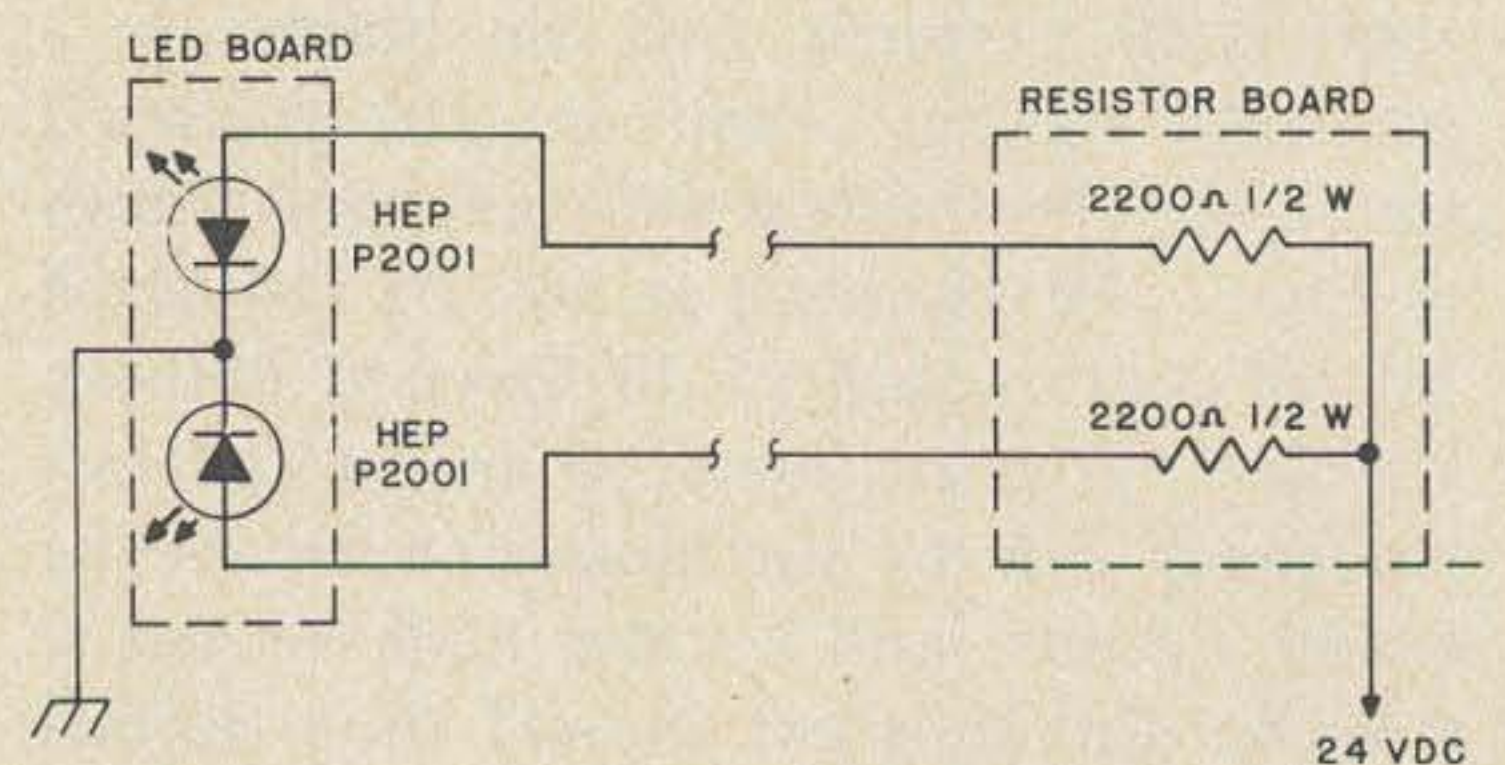 LED BOARD
RESISTOR BOARD
HEP
P2001
2200Ω 1/2 W
HEP
P2001
2200Ω 1/2 W
24 VDC